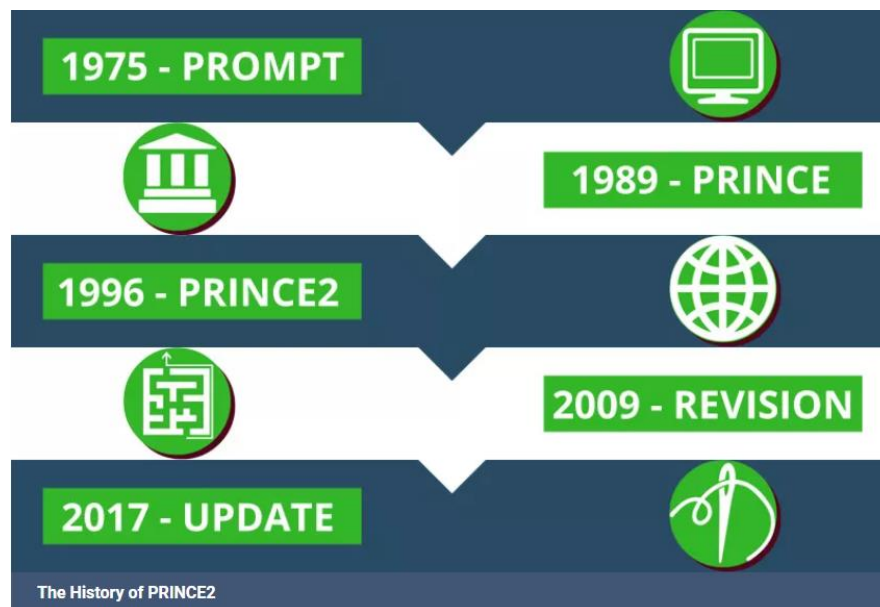 1975 - PROMPT
1989 - PRINCE
1996 - PRINCE2
2009 - REVISION
2017 - UPDATE
The History of PRINCE2